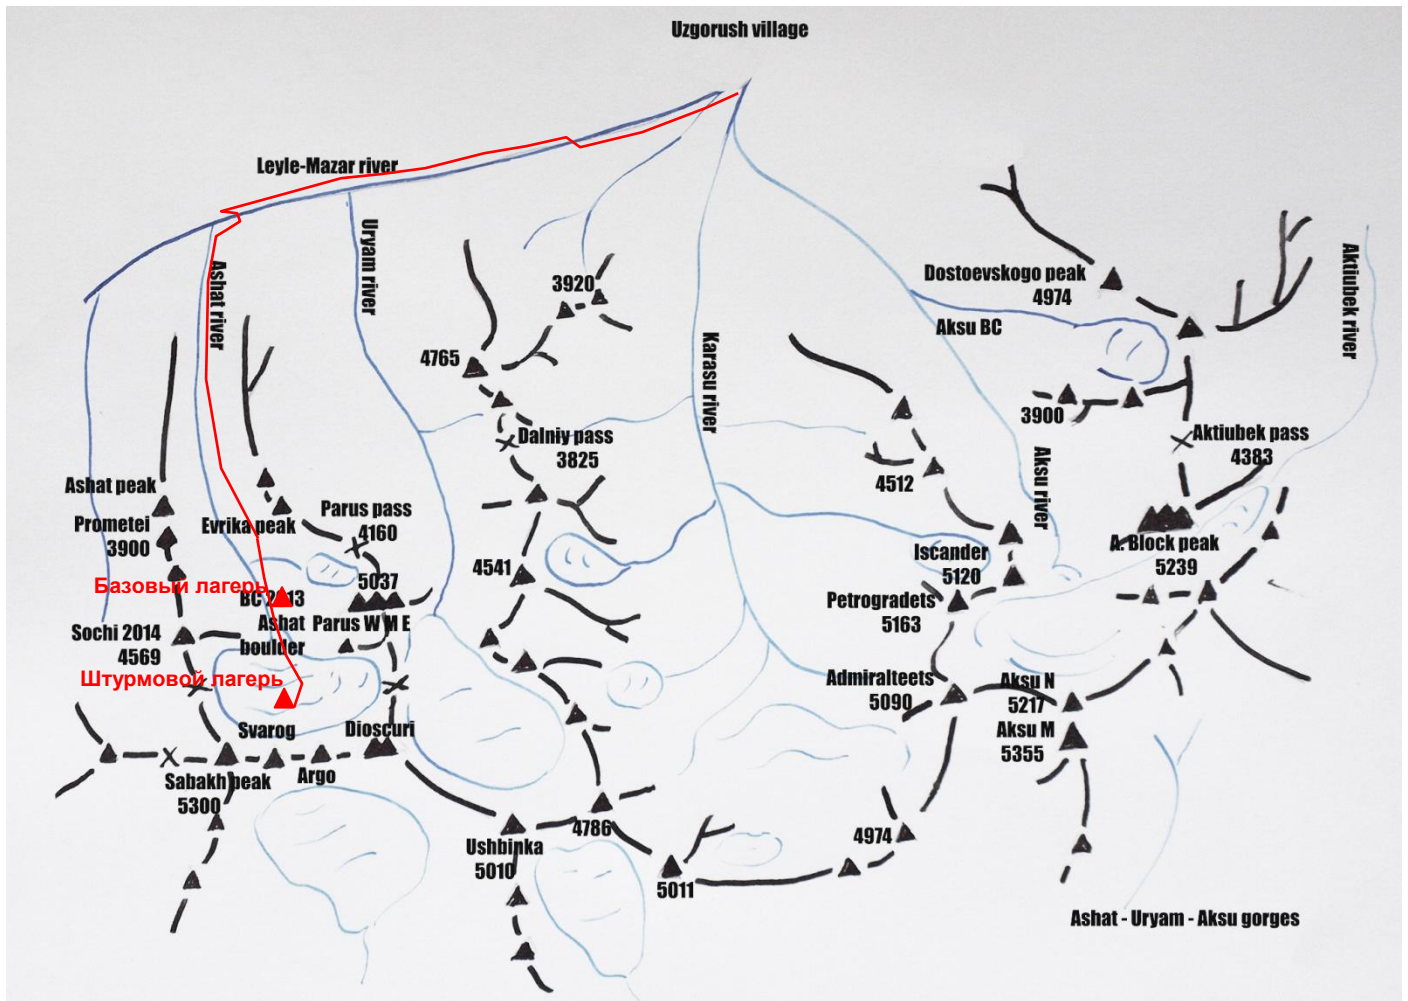 Uzgorush village
Leyle-Mazar river
Uryam river
Ashat river
Karasu river
Dostoevskogo peak
4974
Aktiubek river
Aksu BC
3920
4765
3900
Dalniy pass
3825
Aktiubek pass
4383
4512
Aksu river
Ashat peak
Prometei
3900
Evrika peak
Parus pass
4160
A. Block peak
5239
Iscander
5120
4541
5037
Базовый лагерь
BC 2013
Ashat
boulder
Parus W M E
Petrogradets
5163
Sochi 2014
4569
Штурмовой лагерь
Admiralteets
5090
Aksu N
5217
Aksu M
5355
Svarog
Dioscuri
Argo
Sabakh peak
5300
Ushbinka
5010
4786
4974
5011
Ashat - Uryam - Aksu gorges